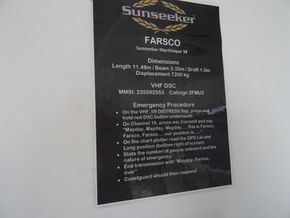 Sunseeker
FARSCO
Sunseeker Martinique 38
Dimensions
Length 11.48m / Beam 3.35m / Draft 1.0m
Displacement 7200 kg
VHF DSC
MMSI: 235092553 Callsign 2FMU2
Emergency Procedure
• On the VHF, lift DISTRESS flap, press and
hold red DSC button underneath
• On Channel 16, press mic transmit and say
"Mayday, Mayday, Mayday.....this is Farsco,
Farsco, Farsco.....our position is....."
• On the chart plotter read the GPS Lat and
Long position (bottom right of screen)
• State the number of people onboard and the
nature of emergency
• End transmission with "Mayday, Farsco,
over"
• Coastguard should then respond